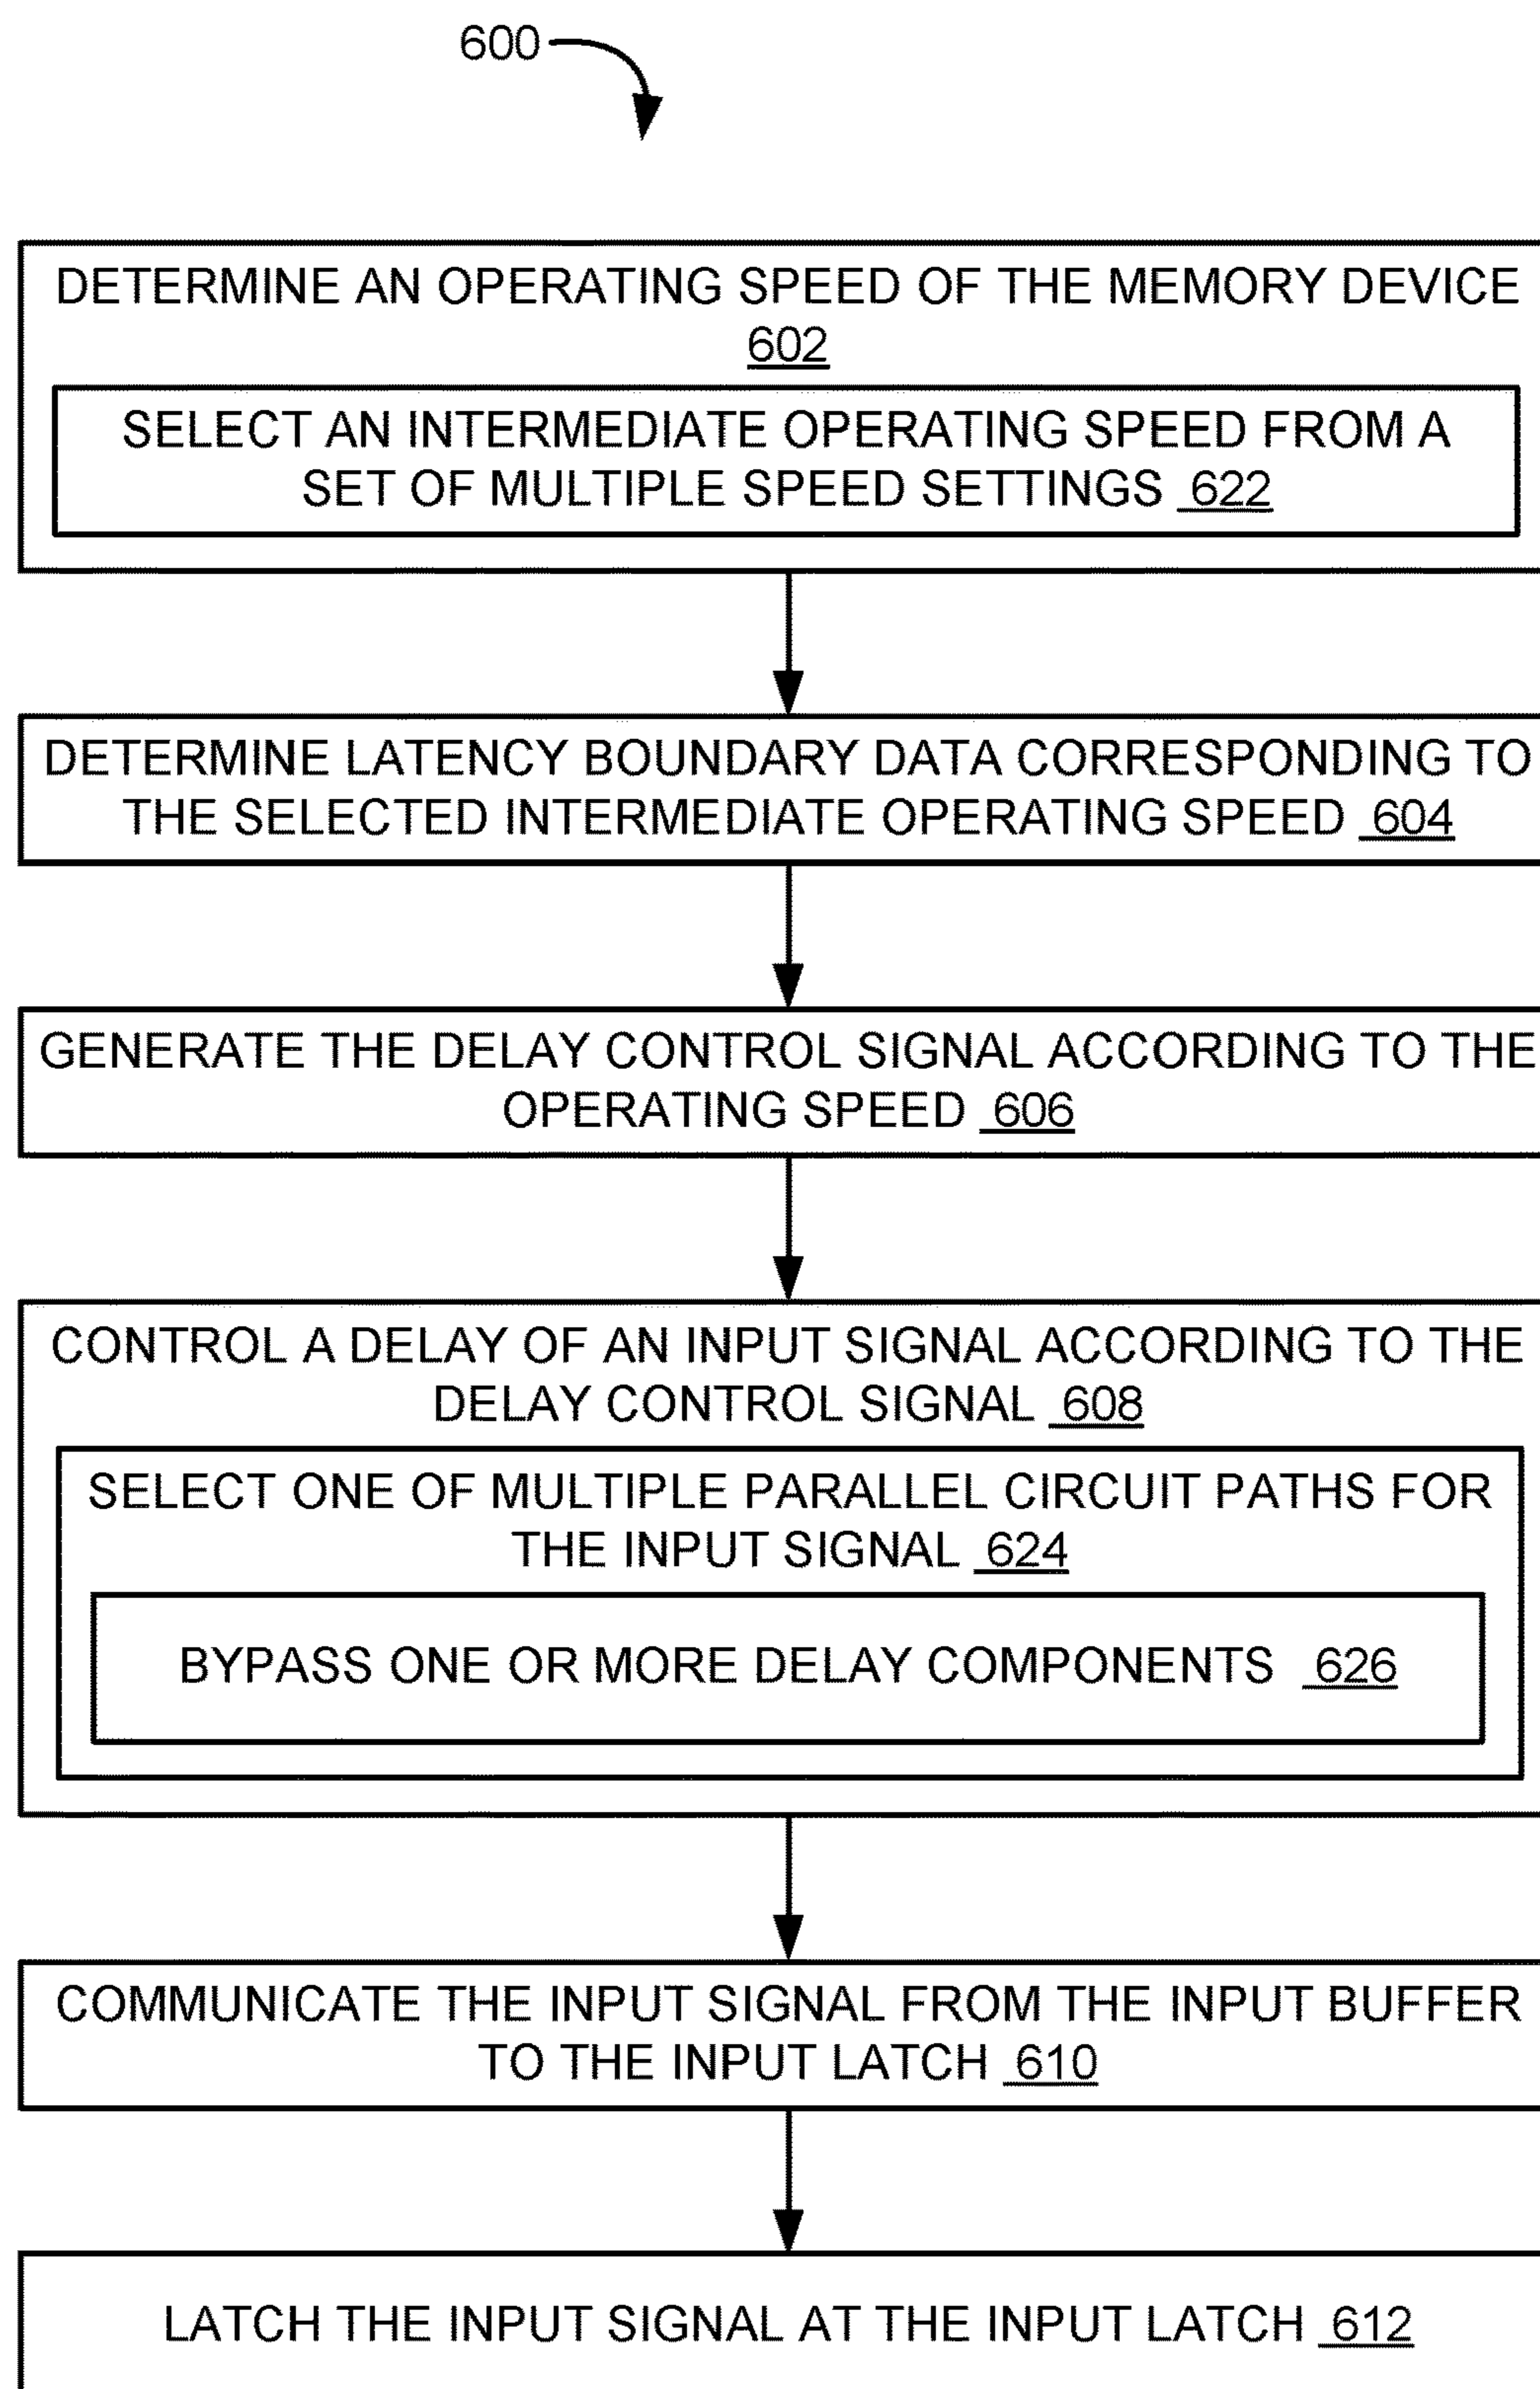 600
DETERMINE AN OPERATING SPEED OF THE MEMORY DEVICE
602
SELECT AN INTERMEDIATE OPERATING SPEED FROM A
SET OF MULTIPLE SPEED SETTINGS 622
DETERMINE LATENCY BOUNDARY DATA CORRESPONDING TO
THE SELECTED INTERMEDIATE OPERATING SPEED 604
GENERATE THE DELAY CONTROL SIGNAL ACCORDING TO THE
OPERATING SPEED 606
CONTROL A DELAY OF AN INPUT SIGNAL ACCORDING TO THE
DELAY CONTROL SIGNAL 608
SELECT ONE OF MULTIPLE PARALLEL CIRCUIT PATHS FOR
THE INPUT SIGNAL 624
BYPASS ONE OR MORE DELAY COMPONENTS 626
COMMUNICATE THE INPUT SIGNAL FROM THE INPUT BUFFER
TO THE INPUT LATCH 610
LATCH THE INPUT SIGNAL AT THE INPUT LATCH 612